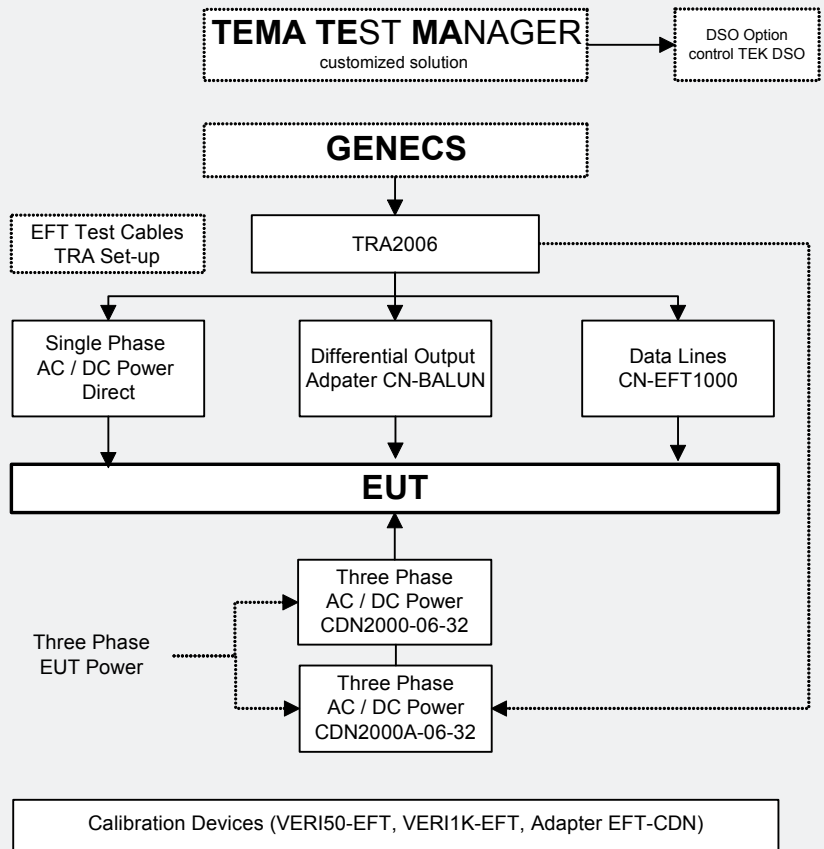 TEMA TEST MANAGER
customized solution
DSO Option
control TEK DSO
GENECS
EFT Test Cables
TRA Set-up
TRA2006
Single Phase
AC / DC Power
Direct
Differential Output
Adpater CN-BALUN
Data Lines
CN-EFT1000
EUT
Three Phase
AC / DC Power
CDN2000-06-32
Three Phase
EUT Power
Three Phase
AC / DC Power
CDN2000A-06-32
Calibration Devices (VERI50-EFT, VERI1K-EFT, Adapter EFT-CDN)